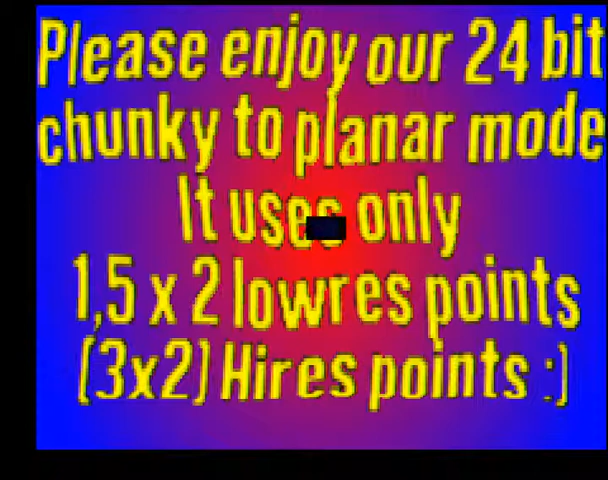 Please enjoy our 24 bit
chunky to planar mode
It uses only
1,5 x 2 lowres points
(3x2) Hires points :)